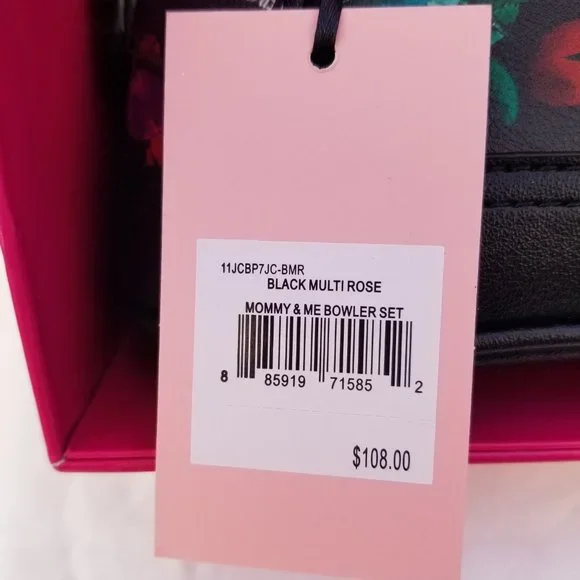 11JCBP7JC-BMR
BLACK MULTI ROSE
MOMMY & ME BOWLER SET
8 85919 71585 2
$108.00